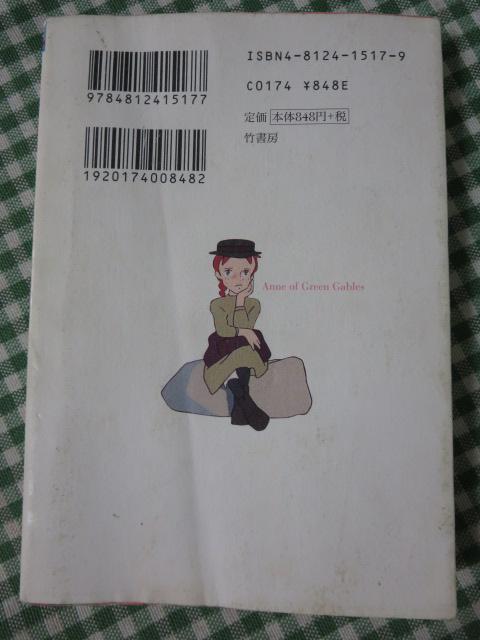 ISBN4-8124-1517-9
C0174 ¥848E
9784812415177
定価 本体848円+税
竹書房
1920174008482
Anne of Green Gables